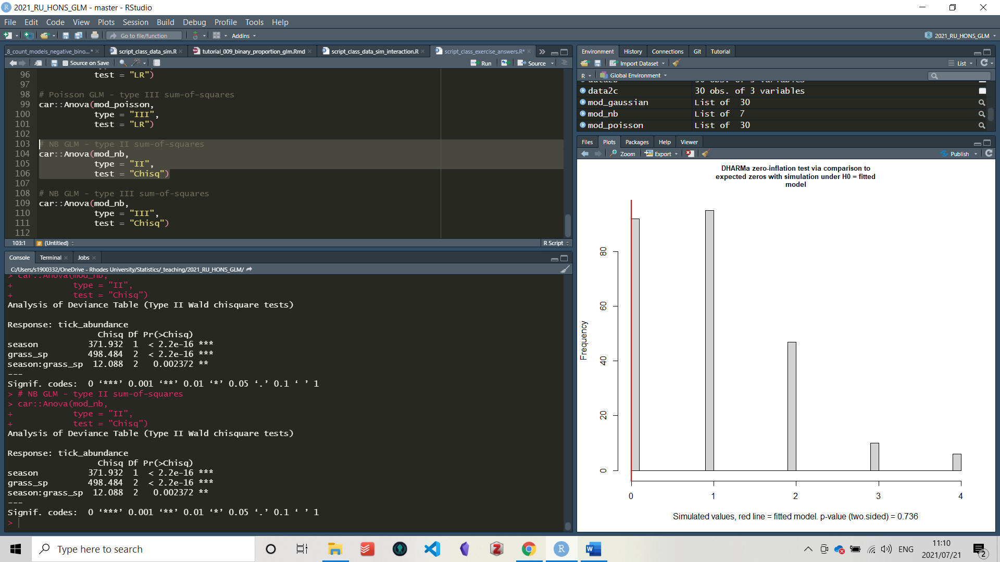 2021_RU_HONS_GLM - master - RStudio
File Edit Code View Plots Session Build Debug Profile Tools Help
Go to file/function Addins 2021_RU_HONS_GLM
_8_count_models_negative_bino...* script_class_data_sim.R tutorial_009_binary_proportion_glm.Rmd script_class_data_sim_interaction.R script_class_exercise_answers.R*
Source on Save Run Source
96 test = "LR")
97
98 # Poisson GLM - type III sum-of-squares
99 car::Anova(mod_poisson,
100 type = "III",
101 test = "LR")
102
103 # NB GLM - type II sum-of-squares
104 car::Anova(mod_nb,
105 type = "II",
106 test = "Chisq")
107
108 # NB GLM - type III sum-of-squares
109 car::Anova(mod_nb,
110 type = "III",
111 test = "Chisq")
112
103:1 # (Untitled) R Script
Console Terminal Jobs
C:/Users/s1900332/OneDrive - Rhodes University/Statistics/_teaching/2021_RU_HONS_GLM/
> car::Anova(mod_nb,
+ type = "II",
+ test = "Chisq")
Analysis of Deviance Table (Type II Wald chisquare tests)
Response: tick_abundance
Chisq Df Pr(>Chisq)
season 371.932 1 < 2.2e-16 ***
grass_sp 498.484 2 < 2.2e-16 ***
season:grass_sp 12.088 2 0.002372 **
---
Signif. codes: 0 ‘***’ 0.001 ‘**’ 0.01 ‘*’ 0.05 ‘.’ 0.1 ‘ ’ 1
> # NB GLM - type II sum-of-squares
> car::Anova(mod_nb,
+ type = "II",
+ test = "Chisq")
Analysis of Deviance Table (Type II Wald chisquare tests)
Response: tick_abundance
Chisq Df Pr(>Chisq)
season 371.932 1 < 2.2e-16 ***
grass_sp 498.484 2 < 2.2e-16 ***
season:grass_sp 12.088 2 0.002372 **
---
Signif. codes: 0 ‘***’ 0.001 ‘**’ 0.01 ‘*’ 0.05 ‘.’ 0.1 ‘ ’ 1
>
Environment History Connections Git Tutorial
Import Dataset List
R Global Environment
data2b 30 obs. of 3 variables
data2c 30 obs. of 3 variables
mod_gaussian List of 30
mod_nb List of 7
mod_poisson List of 30
Files Plots Packages Help Viewer
Zoom Export Publish
DHARMa zero-inflation test via comparison to
expected zeros with simulation under H0 = fitted
model
Frequency
80
60
40
20
0
0 1 2 3 4
Simulated values, red line = fitted model. p-value (two.sided) = 0.736
Type here to search
ENG
11:10
2021/07/21
2